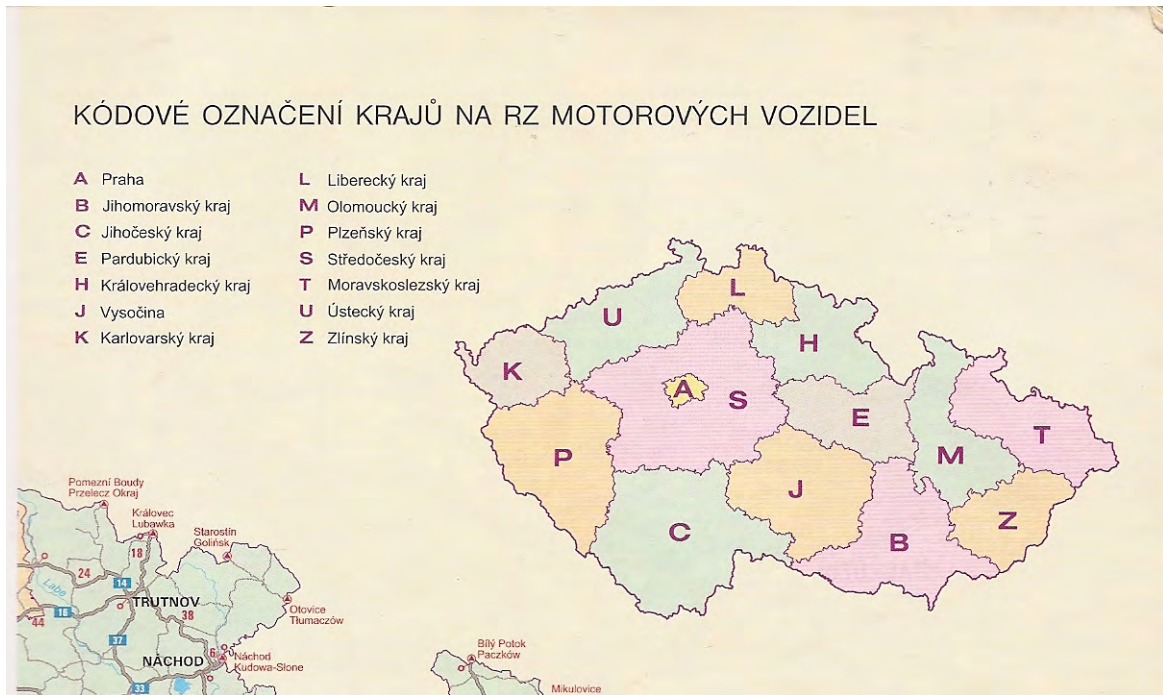 KÓDOVÉ OZNAČENÍ KRAJŮ NA RZ MOTOROVÝCH VOZIDEL
A Praha
B Jihomoravský kraj
C Jihočeský kraj
E Pardubický kraj
H Královehradecký kraj
J Vysočina
K Karlovarský kraj
L Liberecký kraj
M Olomoucký kraj
P Plzeňský kraj
S Středočeský kraj
T Moravskoslezský kraj
U Ústecký kraj
Z Zlínský kraj
L
U
H
K
A
S
E
T
P
M
J
Z
C
B
Pomezní Boudy
Przelecz Okraj
Královec
Lubawka
Starostín
Golińsk
18
24
14
Labe
TRUTNOV
Otovice
Tłumaczów
16
44
38
37
6
NÁCHOD
Náchod
Kudowa-Słone
33
Bílý Potok
Paczków
Mikulovice